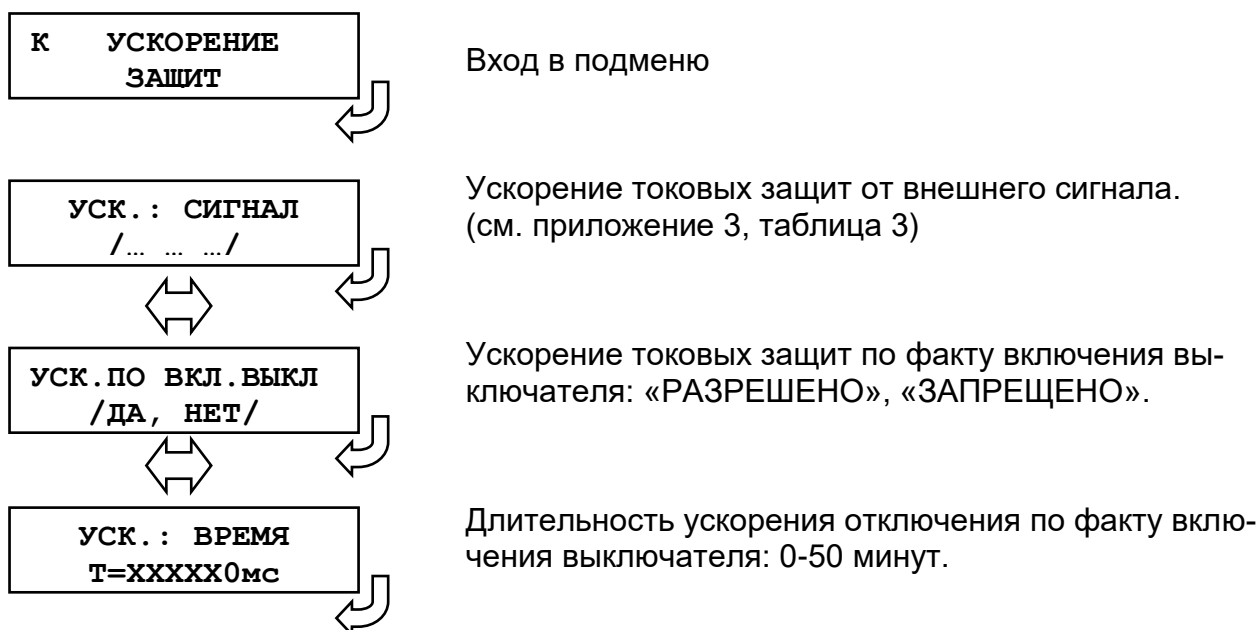 К УСКОРЕНИЕ
ЗАЩИТ
Вход в подменю
УСК.: СИГНАЛ
/… … …/
Ускорение токовых защит от внешнего сигнала.
(см. приложение 3, таблица 3)
УСК.ПО ВКЛ.ВЫКЛ
/ДА, НЕТ/
Ускорение токовых защит по факту включения вы-
ключателя: «РАЗРЕШЕНО», «ЗАПРЕЩЕНО».
УСК.: ВРЕМЯ
Т=ХХХХХ0мс
Длительность ускорения отключения по факту вклю-
чения выключателя: 0-50 минут.